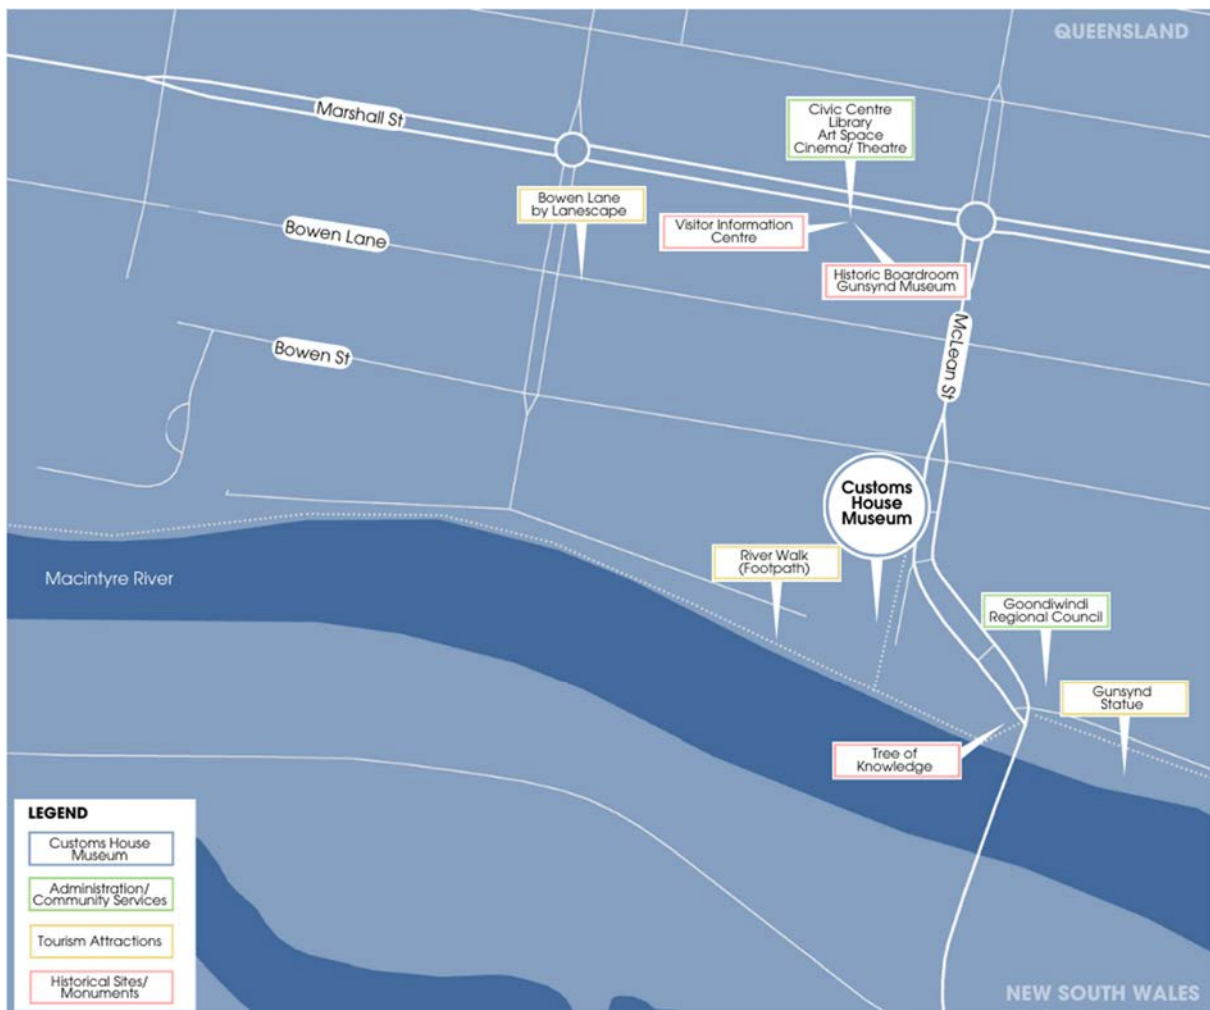 QUEENSLAND
Marshall St
Civic Centre
Library
Art Space
Cinema/ Theatre
Bowen Lane
by Lanescape
Visitor Information
Centre
Bowen Lane
Historic Boardroom
Gunsynd Museum
McLean St
Bowen St
Customs
House
Museum
River Walk
(Footpath)
Macintyre River
Goondiwindi
Regional Council
Gunsynd
Statue
Tree of
Knowledge
LEGEND
Customs House
Museum
Administration/
Community Services
Tourism Attractions
Historical Sites/
Monuments
NEW SOUTH WALES